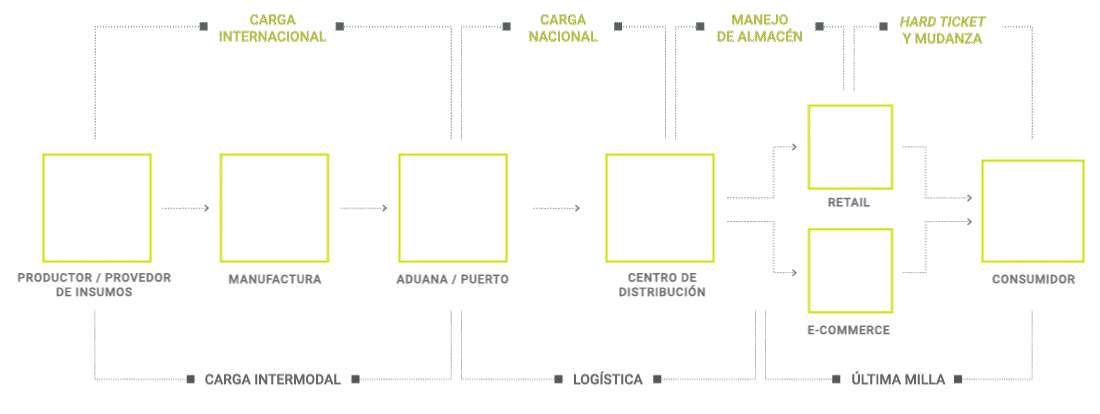 CARGA
INTERNACIONAL
CARGA
NACIONAL
MANEJO
DE ALMACÉN
HARD TICKET
Y MUDANZA
PRODUCTOR / PROVEDOR
DE INSUMOS
MANUFACTURA
ADUANA / PUERTO
CENTRO DE
DISTRIBUCIÓN
RETAIL
E-COMMERCE
CONSUMIDOR
CARGA INTERMODAL
LOGÍSTICA
ÚLTIMA MILLA